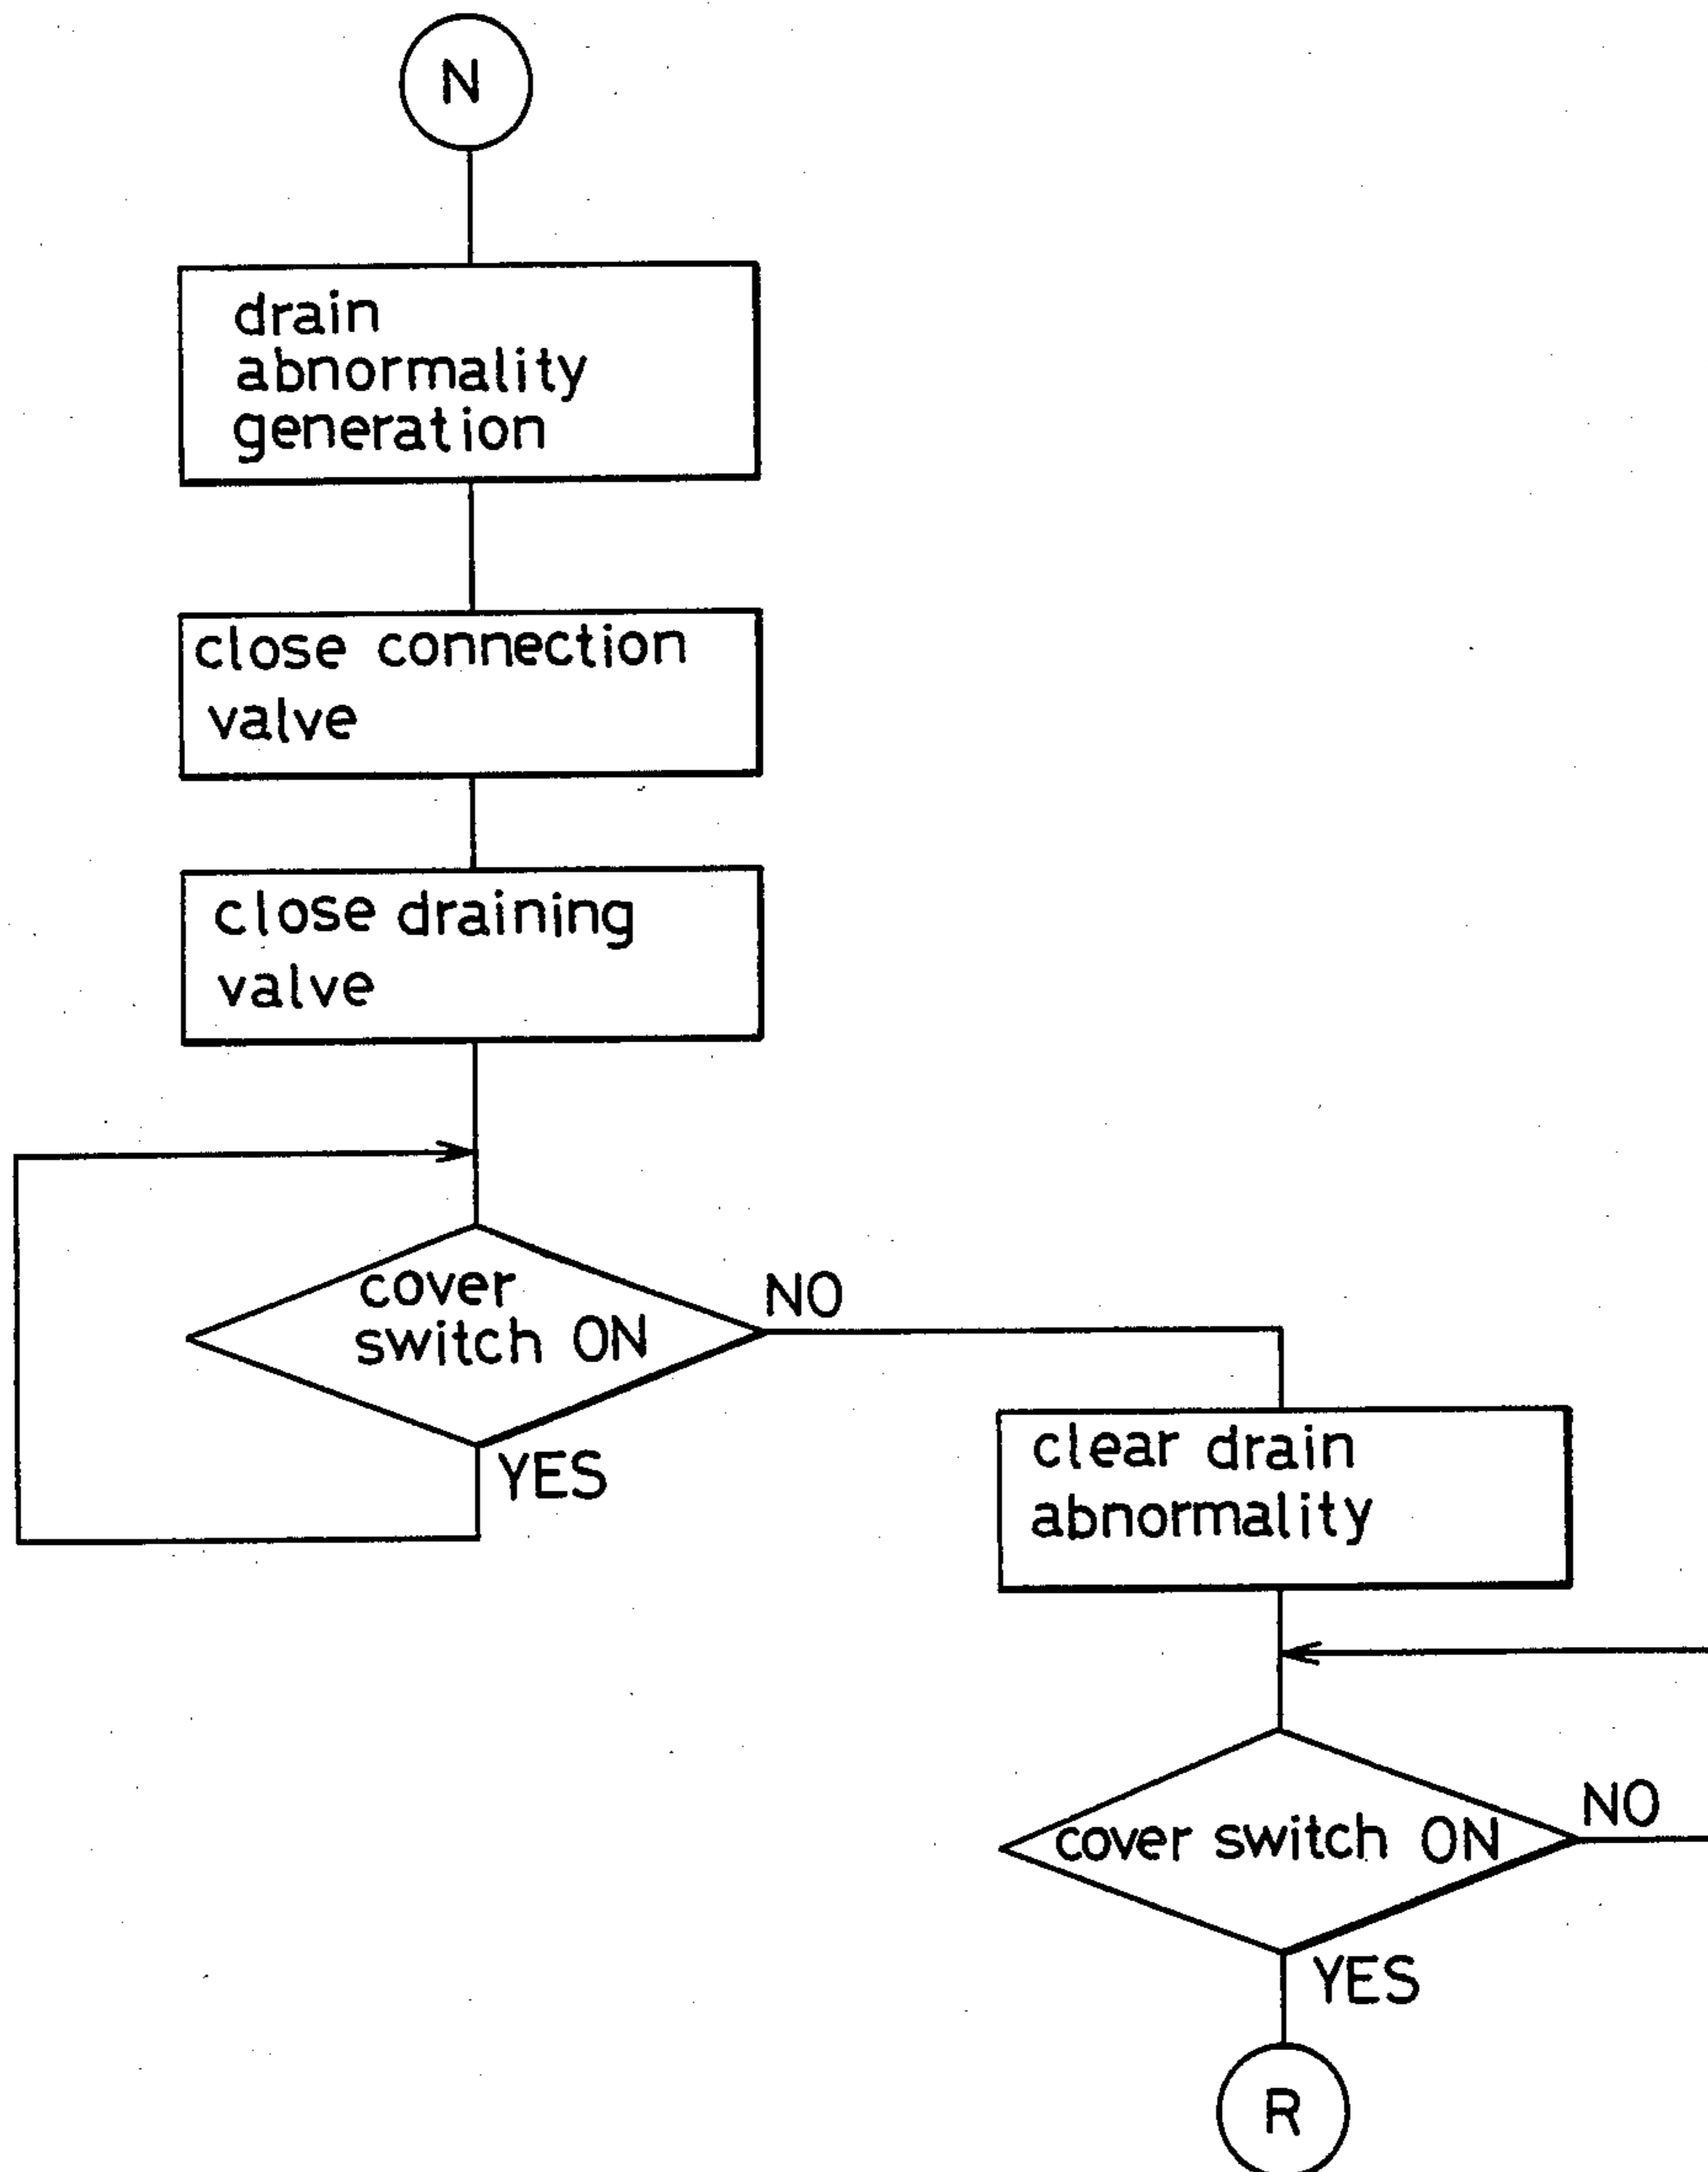 N
drain
abnormality
generation
close connection
valve
close draining
valve
cover
switch ON
NO
YES
clear drain
abnormality
cover switch ON
NO
YES
R